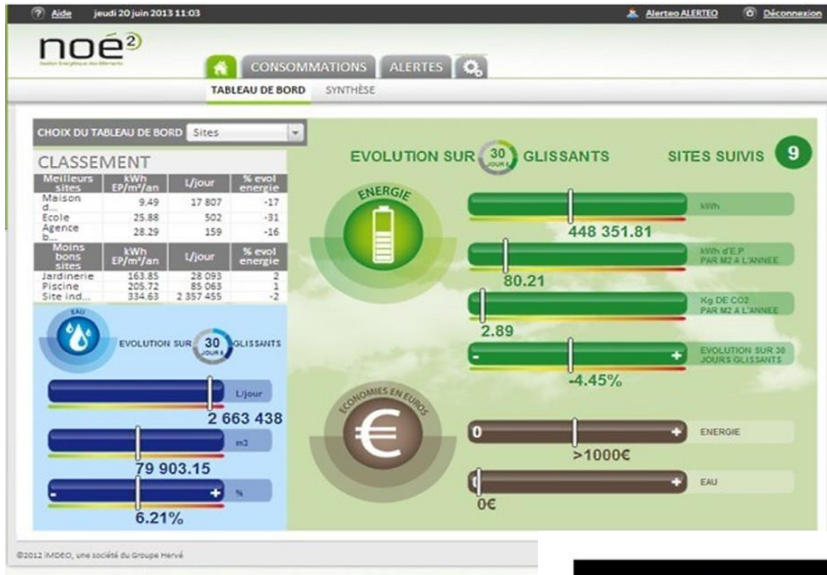 Aide jeudi 20 juin 2013 11:03 Alerteo ALERTEO Déconnexion
noé²
CONSOMMATIONS ALERTES
TABLEAU DE BORD SYNTHÈSE
CHOIX DU TABLEAU DE BORD Sites
CLASSEMENT
Meilleurs sites kWh EP/m²/an L/jour % evol energie
Maison d... 9.49 17 807 -17
Ecole 25.88 502 -31
Agence b... 28.29 159 -16
Moins bons sites kWh EP/m²/an L/jour % evol energie
Jardinerie 163.85 28 093 2
Piscine 205.72 85 063 1
Site ind... 334.63 2 357 455 -2
EAU
EVOLUTION SUR 30 JOURS GLISSANTS
L/jour
2 663 438
m3
79 903.15
- + %
6.21%
EVOLUTION SUR 30 JOURS GLISSANTS SITES SUIVIS 9
ENERGIE
kWh
448 351.81
kWh d'E.P PAR M2 A L'ANNEE
80.21
Kg DE CO2 PAR M2 A L'ANNEE
2.89
- + EVOLUTION SUR 30 JOURS GLISSANTS
-4.45%
ECONOMIES EN EUROS
€
0 + ENERGIE
>1000€
0 + EAU
0€
©2012 iMDEO, une société du Groupe Hervé